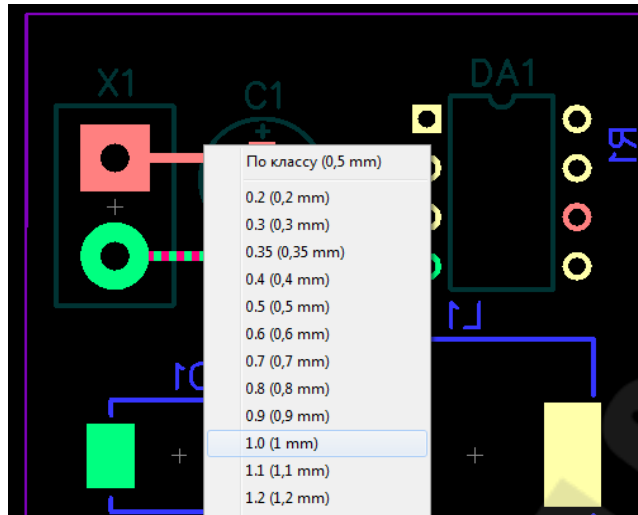 X1
C1
DA1
R1
По классу (0,5 mm)
0.2 (0,2 mm)
0.3 (0,3 mm)
0.35 (0,35 mm)
0.4 (0,4 mm)
0.5 (0,5 mm)
0.6 (0,6 mm)
0.7 (0,7 mm)
0.8 (0,8 mm)
0.9 (0,9 mm)
1.0 (1 mm)
1.1 (1,1 mm)
1.2 (1,2 mm)
L1